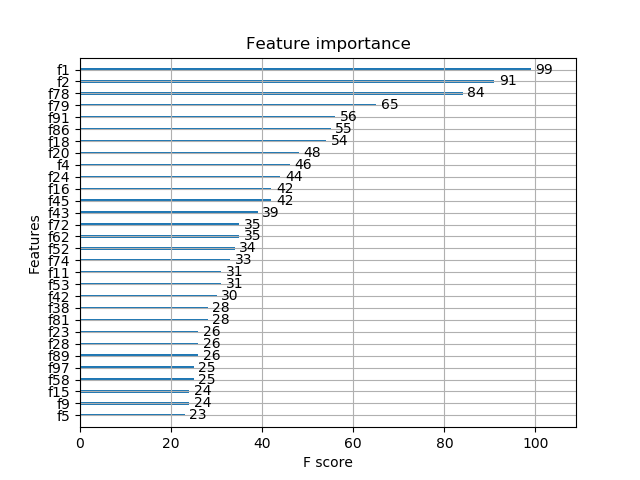 Feature importance
f1 99
f2 91
f78 84
f79 65
f91 56
f86 55
f18 54
f20 48
f4 46
f24 44
f16 42
f45 42
f43 39
f72 35
f62 35
f52 34
f74 33
f11 31
f53 31
f42 30
f38 28
f81 28
f23 26
f28 26
f89 26
f97 25
f58 25
f15 24
f9 24
f5 23
Features
0 20 40 60 80 100
F score